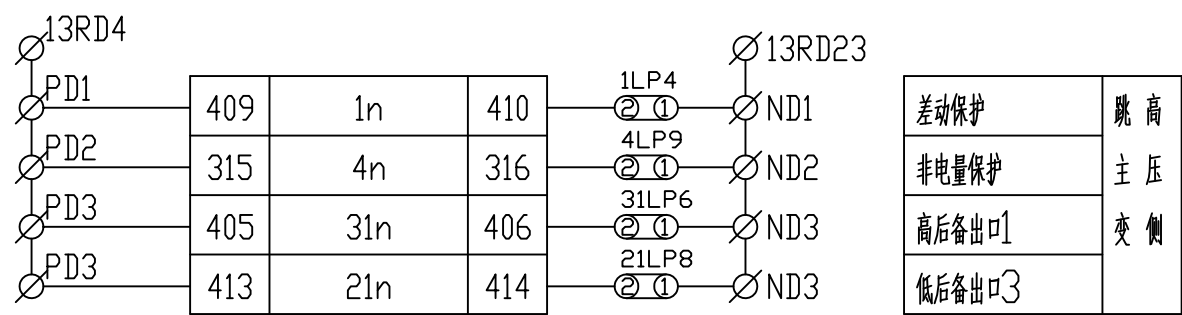 13RD4 13RD23
PD1 409 1n 410 1LP4 2 1 ND1 差动保护 跳高
PD2 315 4n 316 4LP9 2 1 ND2 非电量保护 主压
PD3 405 31n 406 31LP6 2 1 ND3 高后备出口1 变侧
PD3 413 21n 414 21LP8 2 1 ND3 低后备出口3